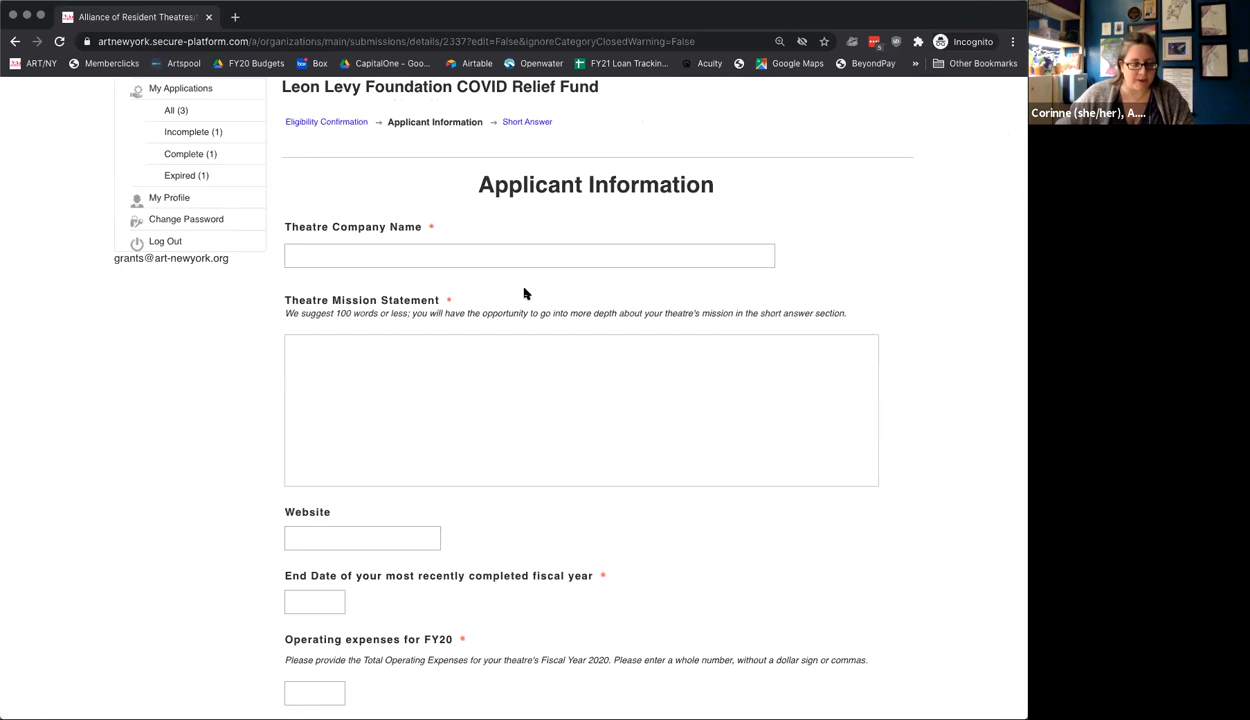 Alliance of Resident Theatres/
artnewyork.secure-platform.com/a/organizations/main/submissions/details/2337?edit=False&ignoreCategoryClosedWarning=False
5
Incognito
ART/NY
Memberclicks
Artspool
FY20 Budgets
Box
CapitalOne – Goo...
Airtable
Openwater
FY21 Loan Trackin...
Acuity
Google Maps
BeyondPay
»
Other Bookmarks
Corinne (she/her), A....
My Applications
All (3)
Incomplete (1)
Complete (1)
Expired (1)
My Profile
Change Password
Log Out
grants@art-newyork.org
Leon Levy Foundation COVID Relief Fund
Eligibility Confirmation → Applicant Information → Short Answer
Applicant Information
Theatre Company Name *
Theatre Mission Statement *
We suggest 100 words or less; you will have the opportunity to go into more depth about your theatre's mission in the short answer section.
Website
End Date of your most recently completed fiscal year *
Operating expenses for FY20 *
Please provide the Total Operating Expenses for your theatre's Fiscal Year 2020. Please enter a whole number, without a dollar sign or commas.